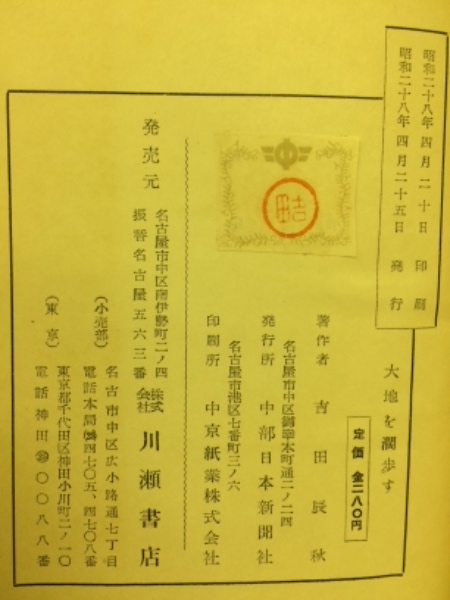 昭和二十八年四月二十日 印刷
昭和二十八年四月二十五日 発行
大地を濶歩す
定価 金二八〇円
著作者 吉田辰秋
名古屋市中区御幸本町通二ノ二四
発行所 中部日本新聞社
名古屋市港区七番町三ノ六
印刷所 中京紙業株式会社
吉田
発売元
名古屋市中区南伊勢町二ノ四
振替名古屋五六三番
株式会社 川瀬書店
(小売部)
名古市中区広小路通七丁目
電話本局 四七〇五、四七〇八番
(東京)
東京都千代田区神田小川町二ノ一〇
電話神田 〇〇八八番